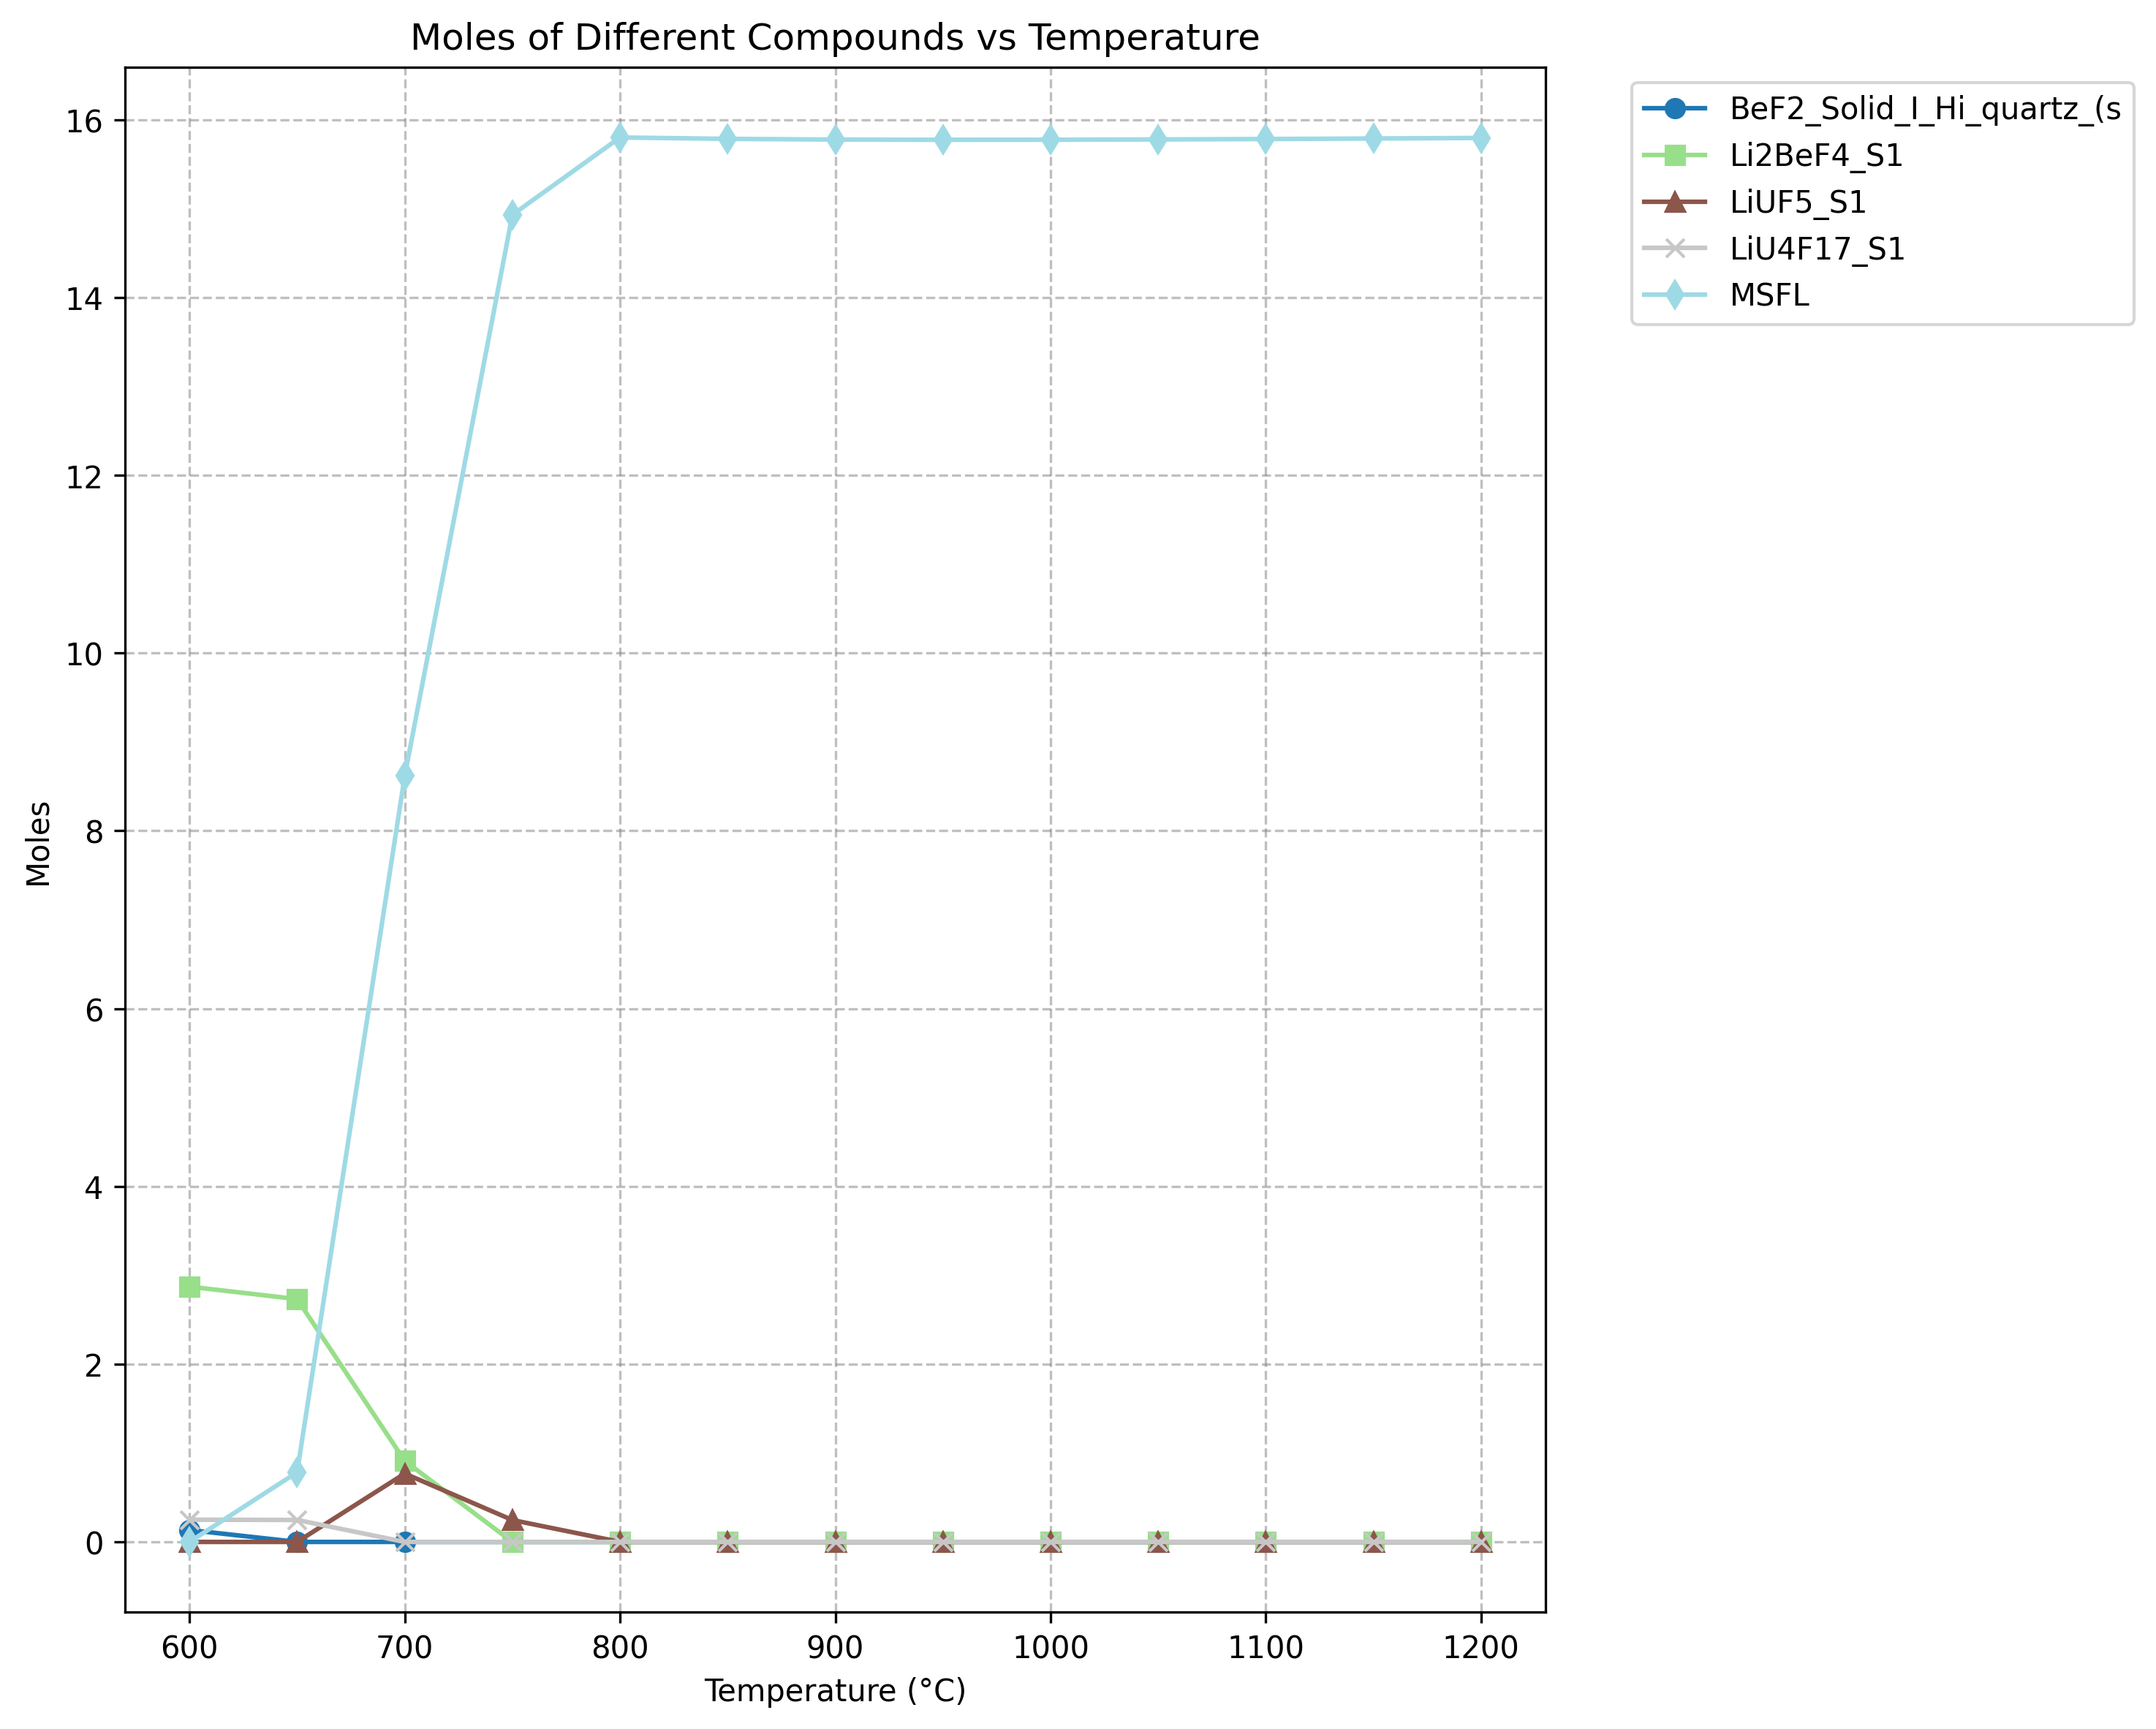 Moles of Different Compounds vs Temperature
BeF2_Solid_I_Hi_quartz_(s
Li2BeF4_S1
LiUF5_S1
LiU4F17_S1
MSFL
16
14
12
10
8
6
4
2
0
Moles
600 700 800 900 1000 1100 1200
Temperature (°C)